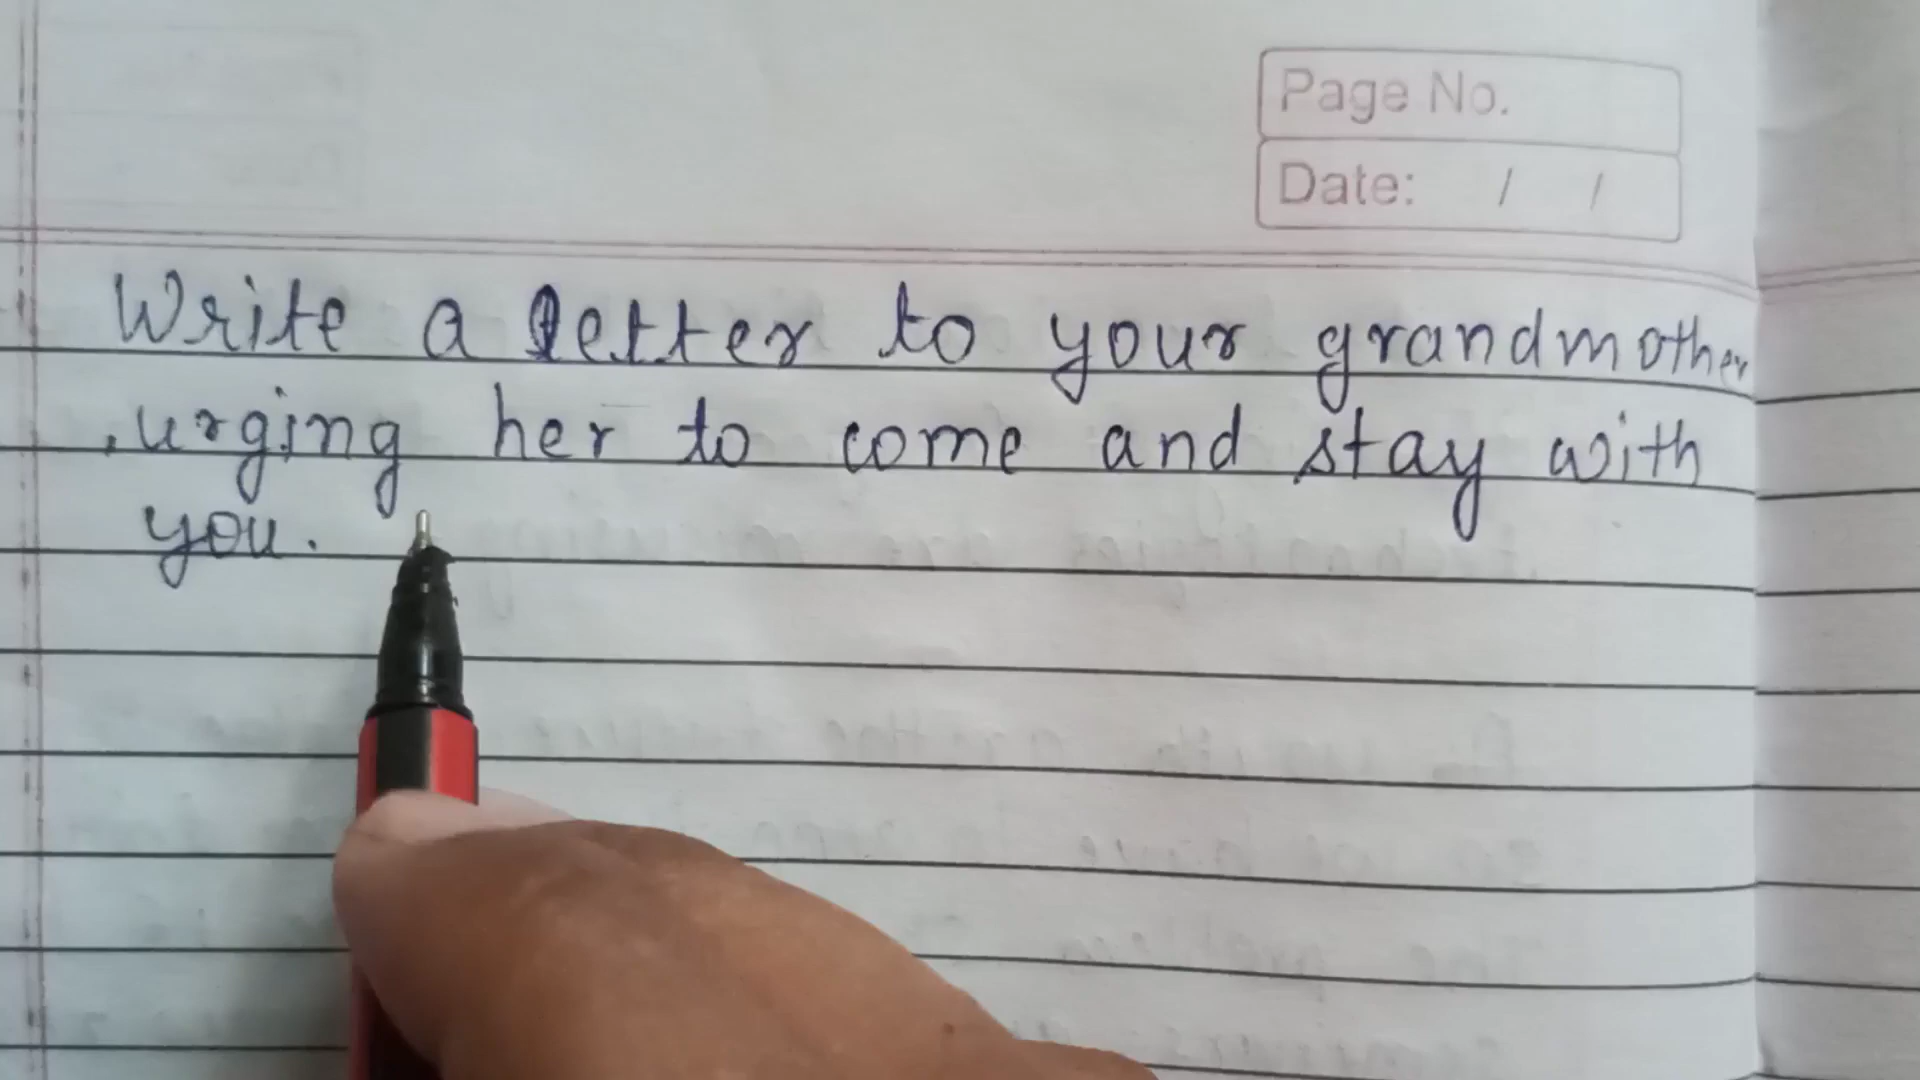 Page No.
Date: / /
Write a letter to your grandmother
, urging her to come and stay with
you.